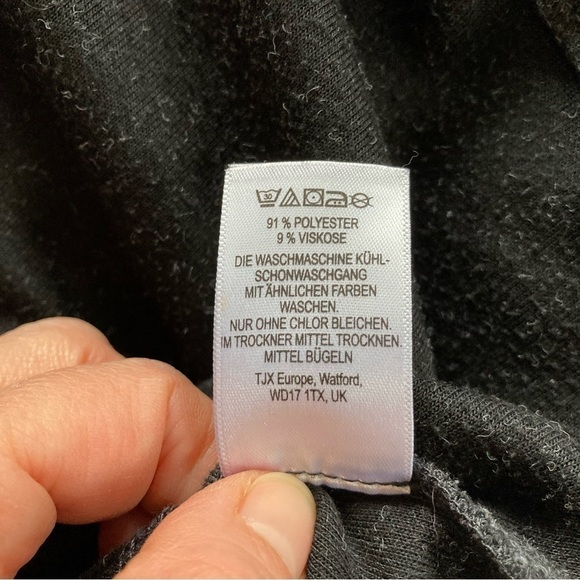 30
91 % POLYESTER
9 % VISKOSE
DIE WASCHMASCHINE KÜHL-
SCHONWASCHGANG
MIT ÄHNLICHEN FARBEN
WASCHEN.
NUR OHNE CHLOR BLEICHEN.
IM TROCKNER MITTEL TROCKNEN.
MITTEL BÜGELN
TJX Europe, Watford,
WD17 1TX, UK